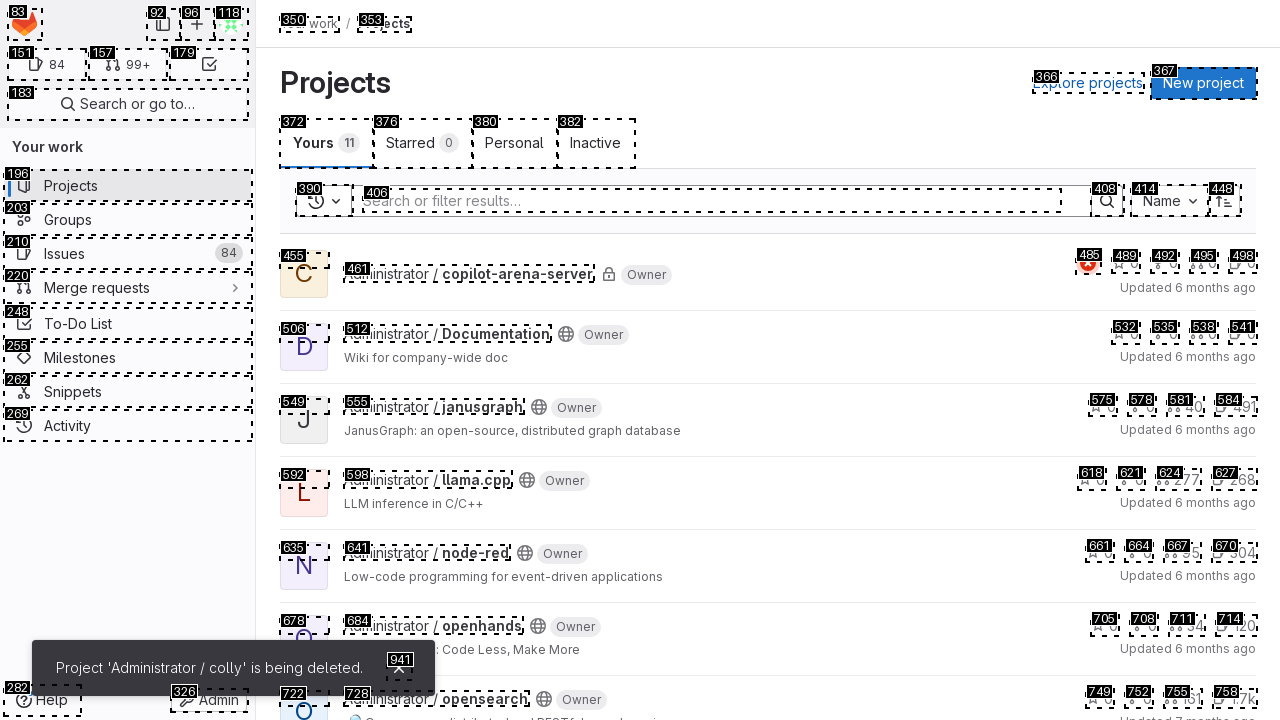 83
92
96
118
151
84
157
99+
179
183
Search or go to…
Your work
196
Projects
203
Groups
210
Issues
84
220
Merge requests
248
To-Do List
255
Milestones
262
Snippets
269
Activity
282
Help
326
Admin
350
Your work
/
353
Projects
Projects
366
Explore projects
367
New project
372
Yours 11
376
Starred 0
380
Personal
382
Inactive
390
406
Search or filter results…
408
414
Name
448
455
C
461
Administrator / copilot-arena-server
Owner
485
489
492
495
498
Updated 6 months ago
506
D
512
Administrator / Documentation
Owner
Wiki for company-wide doc
532
535
538
541
Updated 6 months ago
549
J
555
Administrator / janusgraph
Owner
JanusGraph: an open-source, distributed graph database
575
578
581
40
584
491
Updated 6 months ago
592
L
598
Administrator / llama.cpp
Owner
LLM inference in C/C++
618
621
624
277
627
268
Updated 6 months ago
635
N
641
Administrator / node-red
Owner
Low-code programming for event-driven applications
661
664
667
95
670
304
Updated 6 months ago
678
684
Administrator / openhands
Owner
: Code Less, Make More
705
708
711
34
714
120
Updated 6 months ago
Project 'Administrator / colly' is being deleted.
941
722
O
728
Administrator / opensearch
Owner
749
752
755
161
758
1.7k